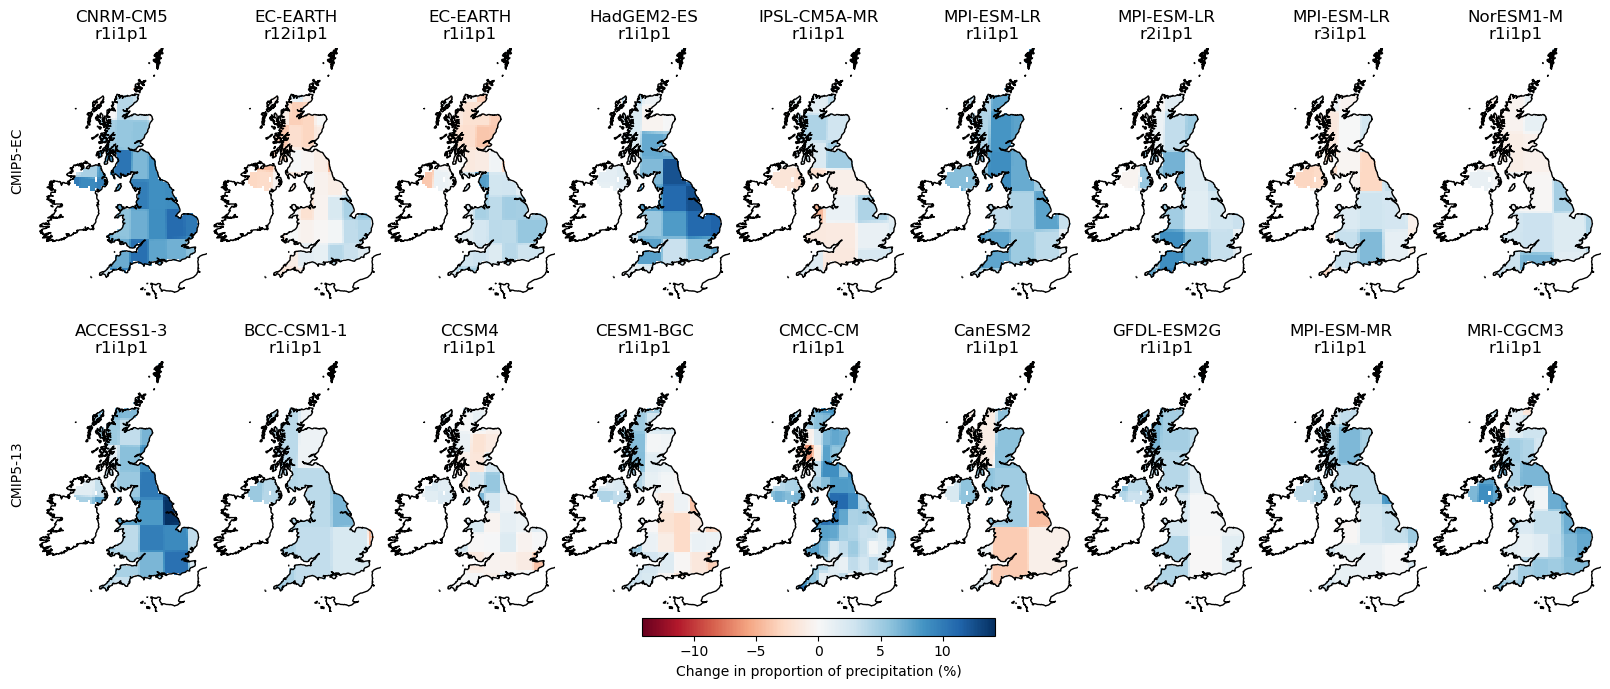 CNRM-CM5 EC-EARTH EC-EARTH HadGEM2-ES IPSL-CM5A-MR MPI-ESM-LR MPI-ESM-LR MPI-ESM-LR NorESM1-M
r1i1p1 r12i1p1 r1i1p1 r1i1p1 r1i1p1 r1i1p1 r2i1p1 r3i1p1 r1i1p1
CMIP5-EC
ACCESS1-3 BCC-CSM1-1 CCSM4 CESM1-BGC CMCC-CM CanESM2 GFDL-ESM2G MPI-ESM-MR MRI-CGCM3
r1i1p1 r1i1p1 r1i1p1 r1i1p1 r1i1p1 r1i1p1 r1i1p1 r1i1p1 r1i1p1
CMIP5-13
−10 −5 0 5 10
Change in proportion of precipitation (%)